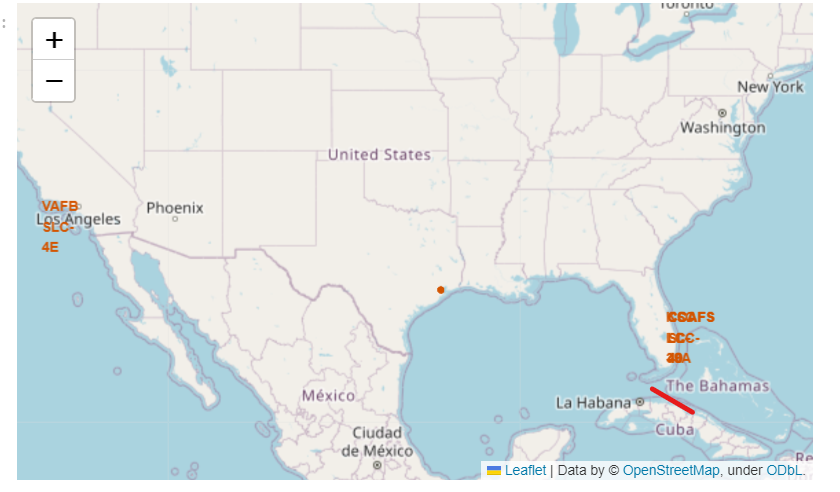 :
Toronto
+
−
New York
Washington
United States
VAFB
SLC-
4E
Los Angeles
Phoenix
CCAFS
The Bahamas
La Habana
Cuba
México
Ciudad
de México
Leaflet | Data by © OpenStreetMap, under ODbL.